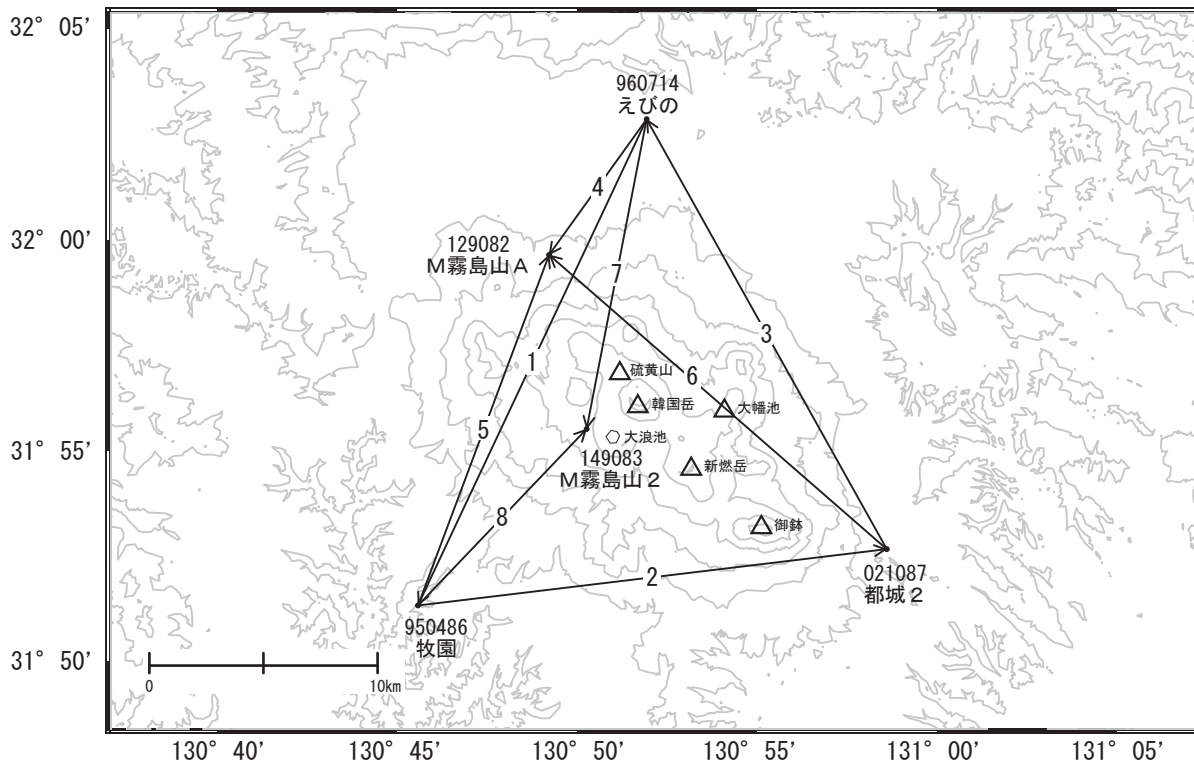 32° 05′
960714
えびの
4
32° 00′
129082
M霧島山A
7
3
1
6
硫黄山
韓国岳
大幡池
5
大浪池
31° 55′
149083
M霧島山2
新燃岳
8
御鉢
2
021087
都城2
950486
牧園
31° 50′
0
10km
130° 40′
130° 45′
130° 50′
130° 55′
131° 00′
131° 05′